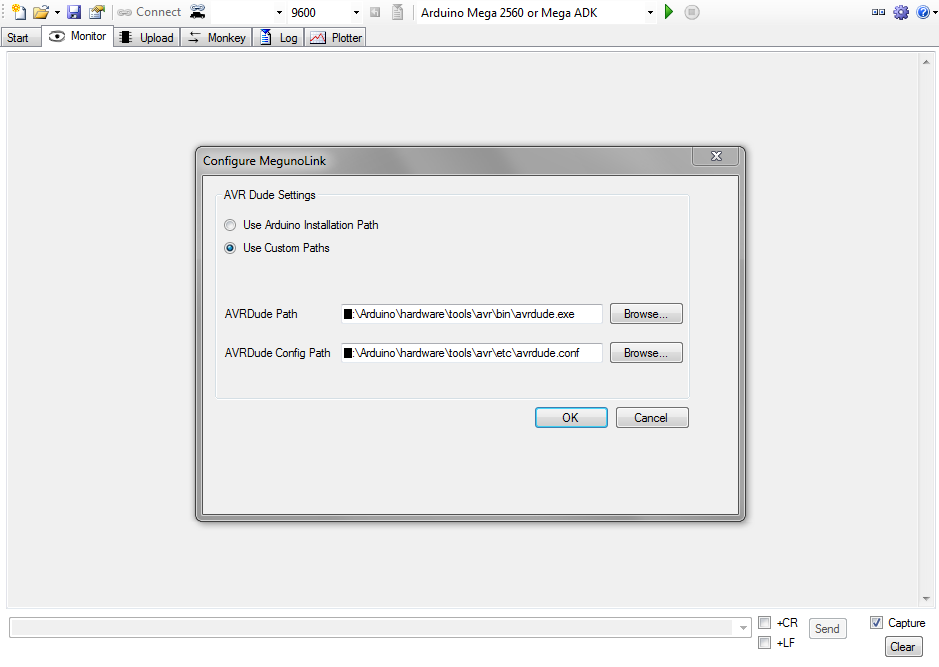 Connect 9600 Arduino Mega 2560 or Mega ADK
Start Monitor Upload Monkey Log Plotter
Configure MegunoLink
AVR Dude Settings
Use Arduino Installation Path
Use Custom Paths
AVRDude Path :\Arduino\hardware\tools\avr\bin\avrdude.exe Browse...
AVRDude Config Path :\Arduino\hardware\tools\avr\etc\avrdude.conf Browse...
OK Cancel
+CR Send Capture
+LF Clear